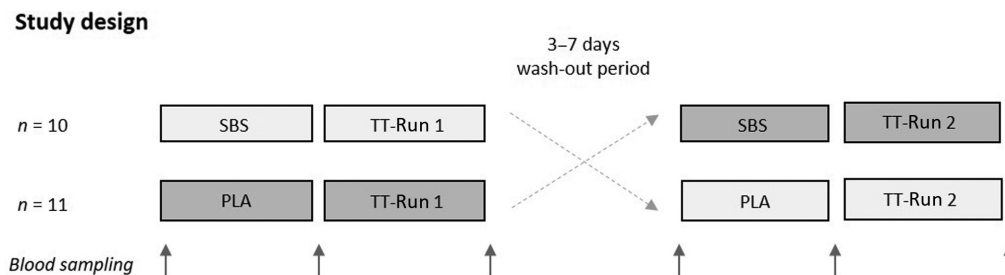 Study design
3–7 days
wash-out period
n = 10
SBS
TT-Run 1
SBS
TT-Run 2
n = 11
PLA
TT-Run 1
PLA
TT-Run 2
Blood sampling